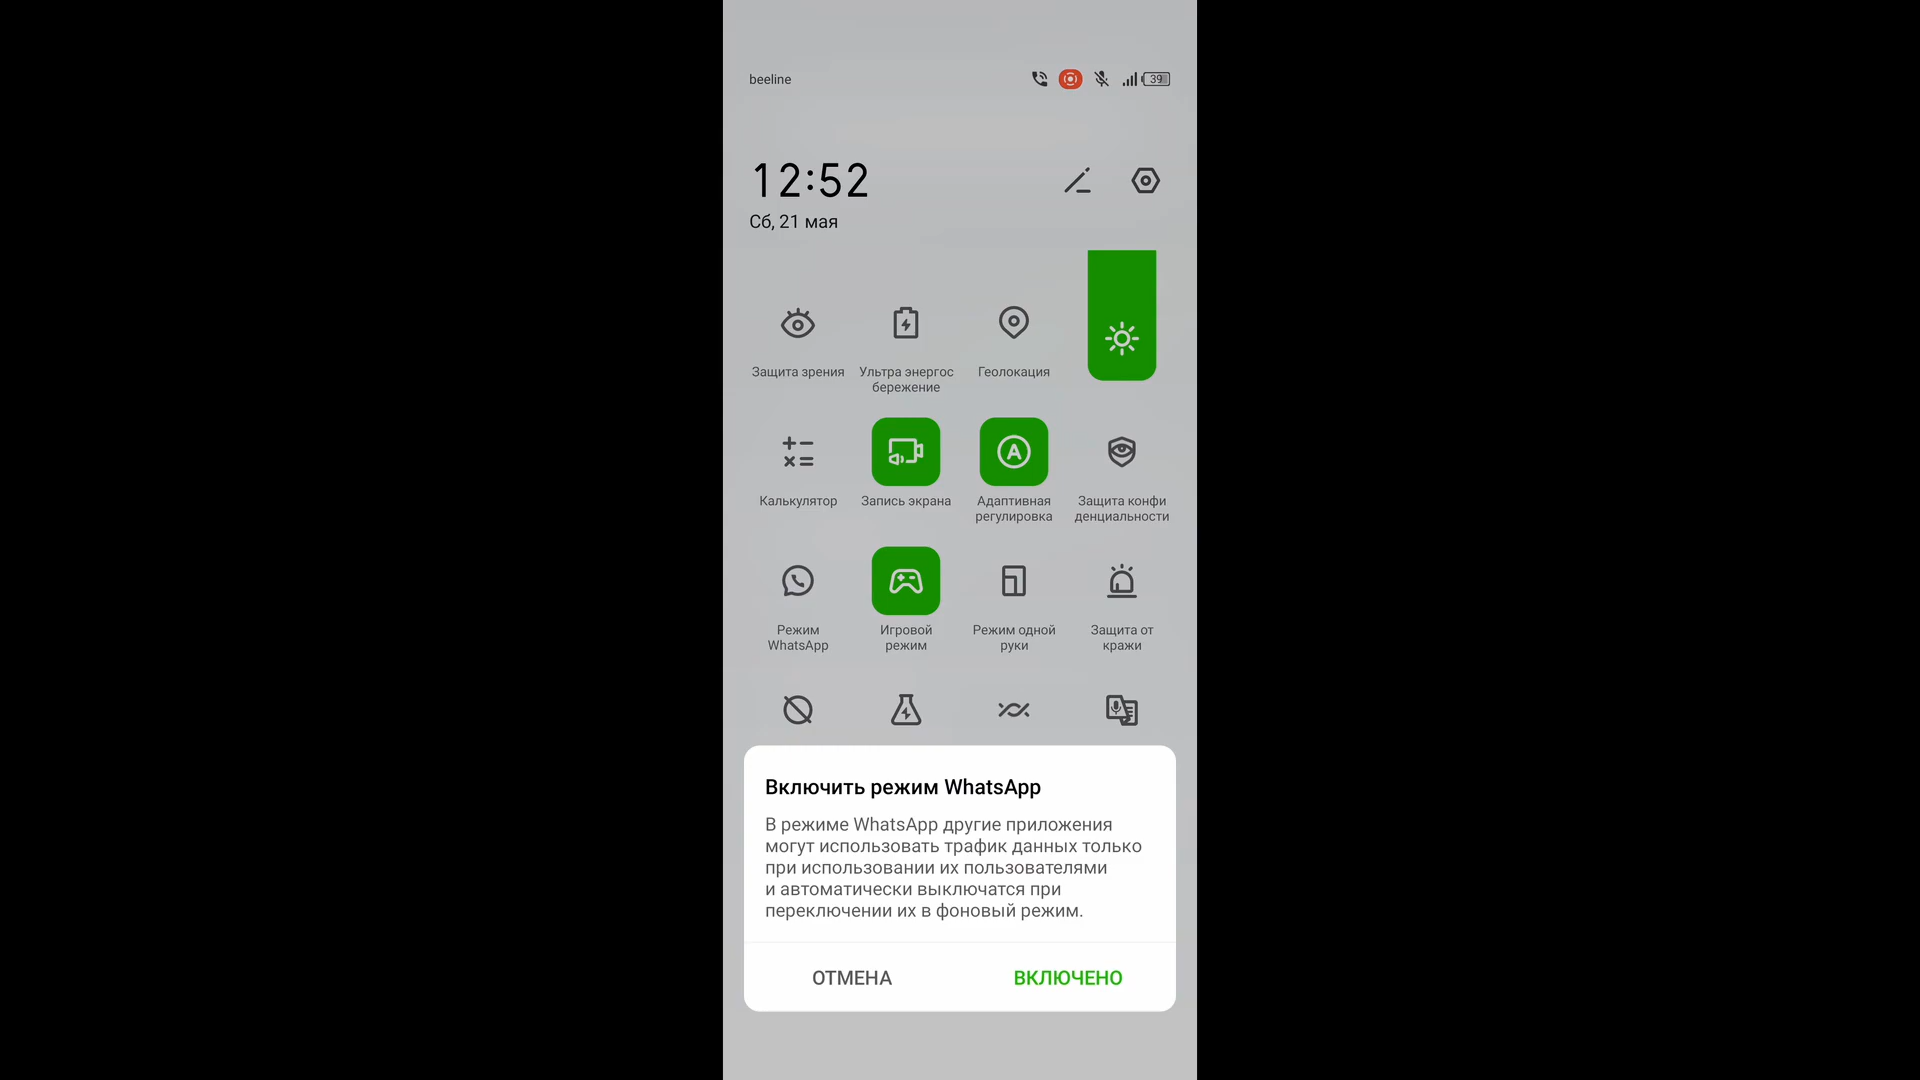 beeline
39
12:52
Сб, 21 мая
Защита зрения
Ультра энергос
бережение
Геолокация
Калькулятор
Запись экрана
Адаптивная
регулировка
Защита конфи
денциальности
Режим
WhatsApp
Игровой
режим
Режим одной
руки
Защита от
кражи
Включить режим WhatsApp
В режиме WhatsApp другие приложения
могут использовать трафик данных только
при использовании их пользователями
и автоматически выключатся при
переключении их в фоновый режим.
ОТМЕНА
ВКЛЮЧЕНО